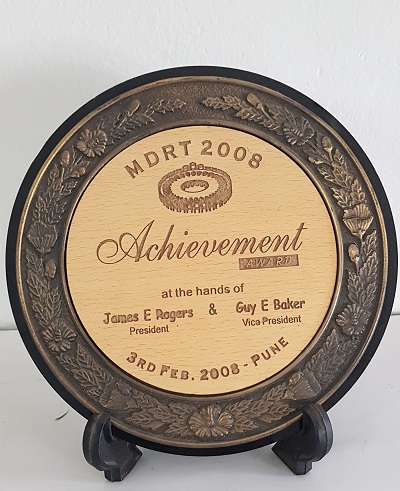 MDRT 2008
Achievement
AWARD
at the hands of
James E Rogers & Guy E Baker
President Vice President
3RD FEB. 2008 - PUNE